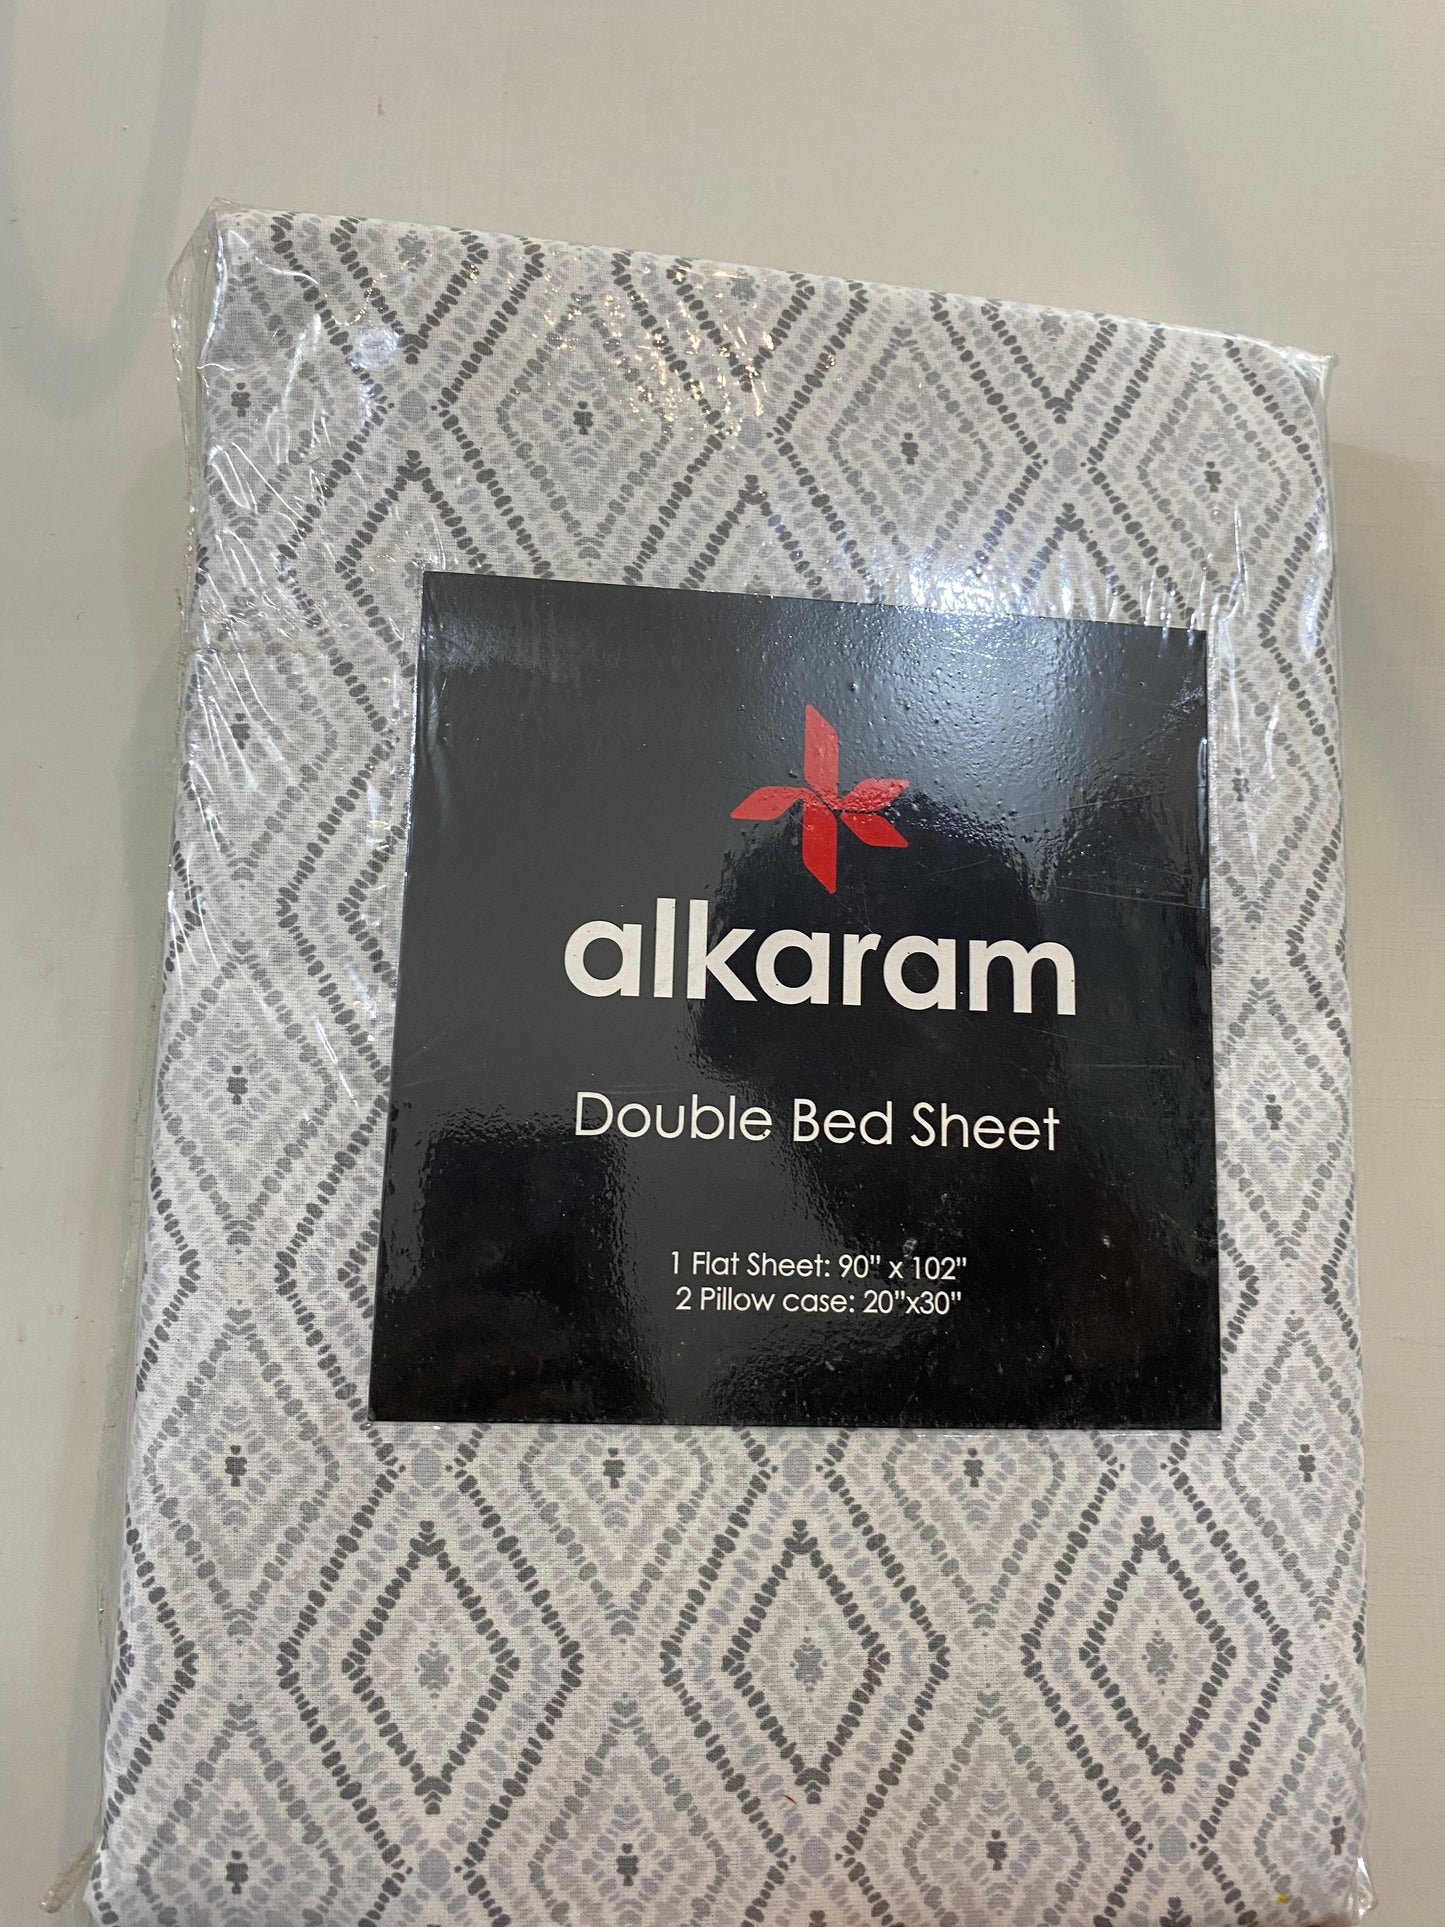 alkaram
Double Bed Sheet
1 Flat Sheet: 90" x 102"
2 Pillow case: 20"x30"